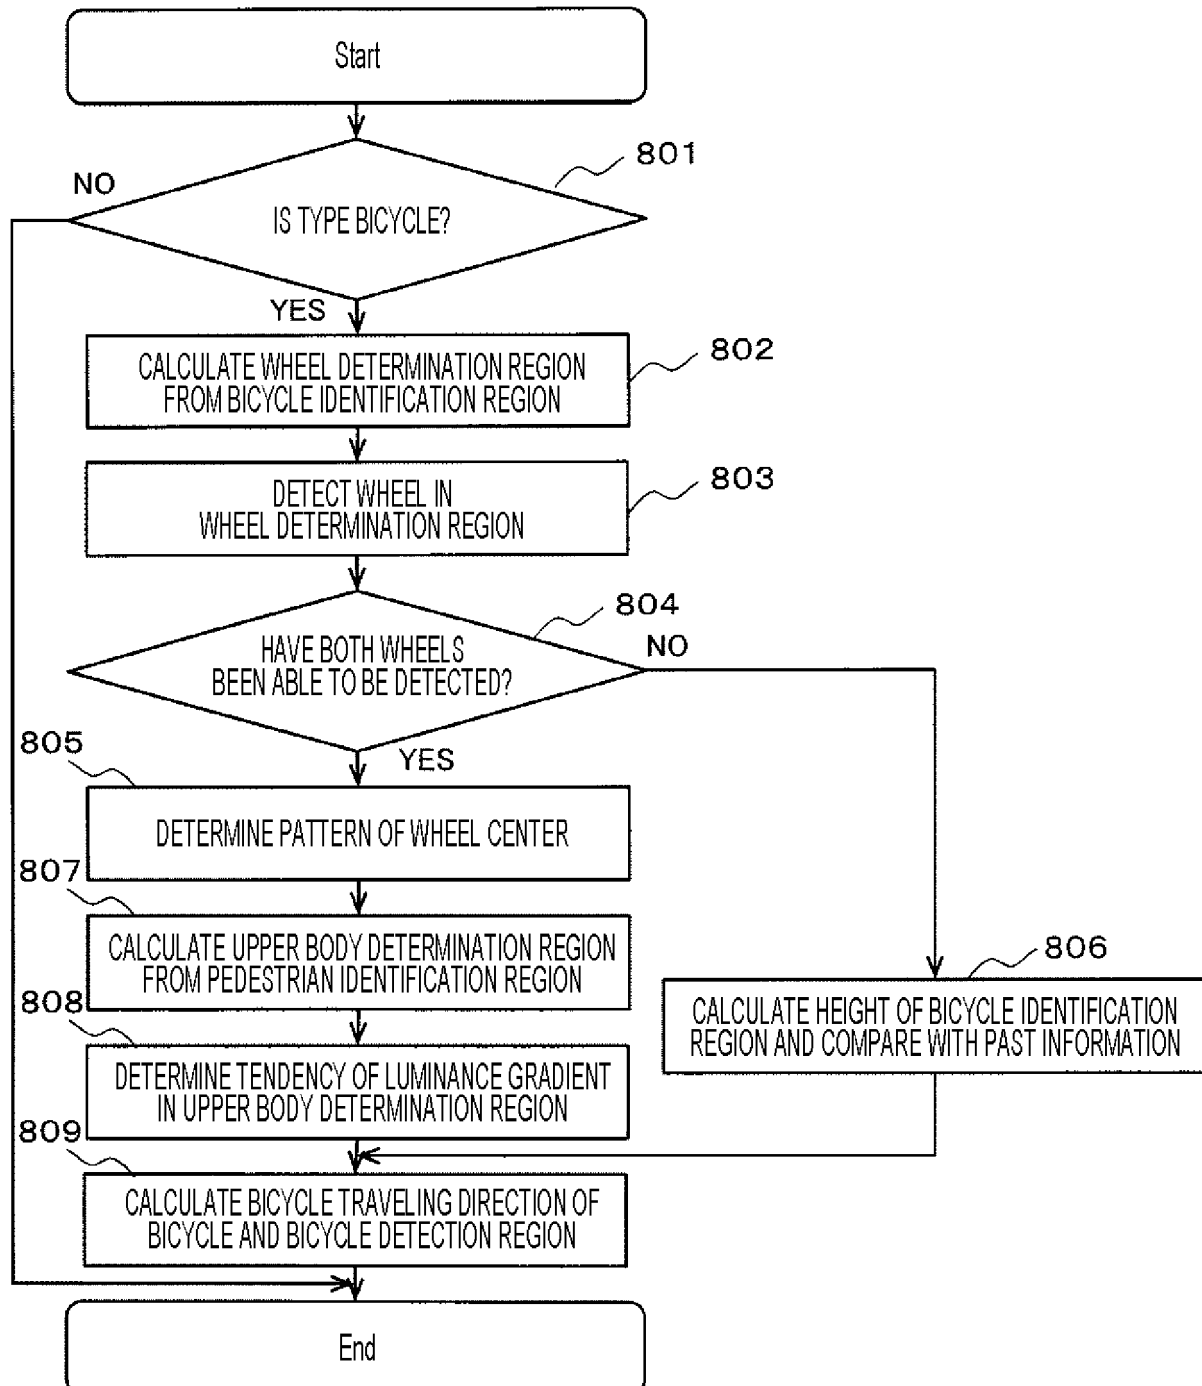 Start
801
NO
IS TYPE BICYCLE?
YES
802
CALCULATE WHEEL DETERMINATION REGION
FROM BICYCLE IDENTIFICATION REGION
803
DETECT WHEEL IN
WHEEL DETERMINATION REGION
804
HAVE BOTH WHEELS
BEEN ABLE TO BE DETECTED?
NO
YES
805
DETERMINE PATTERN OF WHEEL CENTER
807
CALCULATE UPPER BODY DETERMINATION REGION
FROM PEDESTRIAN IDENTIFICATION REGION
806
CALCULATE HEIGHT OF BICYCLE IDENTIFICATION
REGION AND COMPARE WITH PAST INFORMATION
808
DETERMINE TENDENCY OF LUMINANCE GRADIENT
IN UPPER BODY DETERMINATION REGION
809
CALCULATE BICYCLE TRAVELING DIRECTION OF
BICYCLE AND BICYCLE DETECTION REGION
End